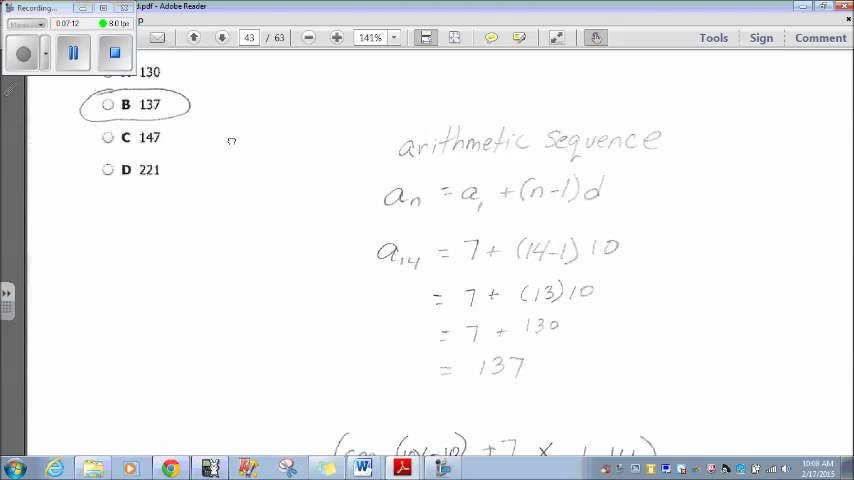 Recording...
d.pdf - Adobe Reader
00:07:12
8.0 fps
p
43 / 63
141%
Tools
Sign
Comment
130
B 137
C 147
D 221
arithmetic sequence
aₙ = a₁ + (n-1)d
a₁₄ = 7 + (14-1)10
= 7 + (13)10
= 7 + 130
= 137
10:08 AM
2/17/2015